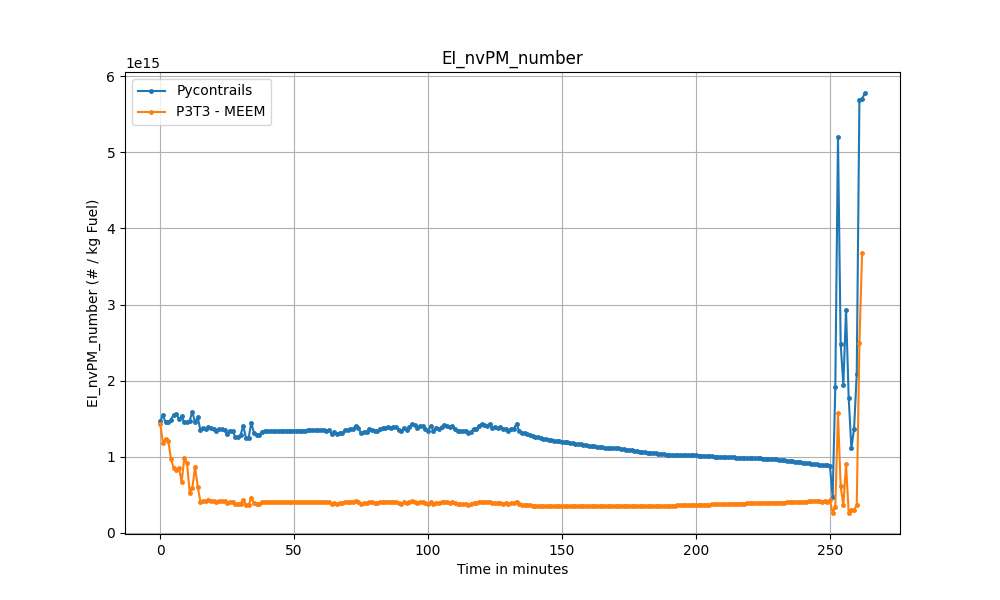 EI_nvPM_number
1e15
Pycontrails
P3T3 - MEEM
6
5
4
3
2
1
0
EI_nvPM_number (# / kg Fuel)
0 50 100 150 200 250
Time in minutes